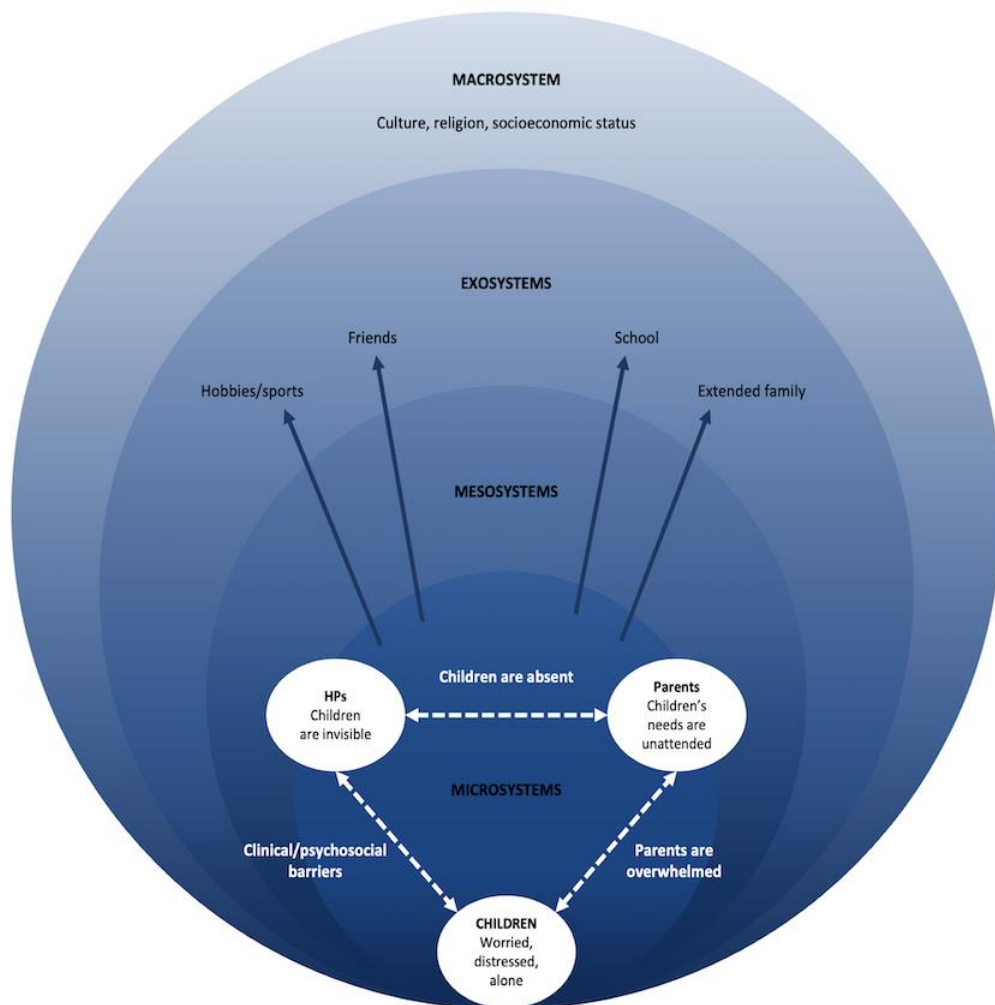 MACROSYSTEM
Culture, religion, socioeconomic status
EXOSYSTEMS
Friends
School
Hobbies/sports
Extended family
MESOSYSTEMS
Children are absent
HPs
Children
are invisible
Parents
Children's
needs are
unattended
MICROSYSTEMS
Clinical/psychosocial
barriers
Parents are
overwhelmed
CHILDREN
Worried,
distressed,
alone